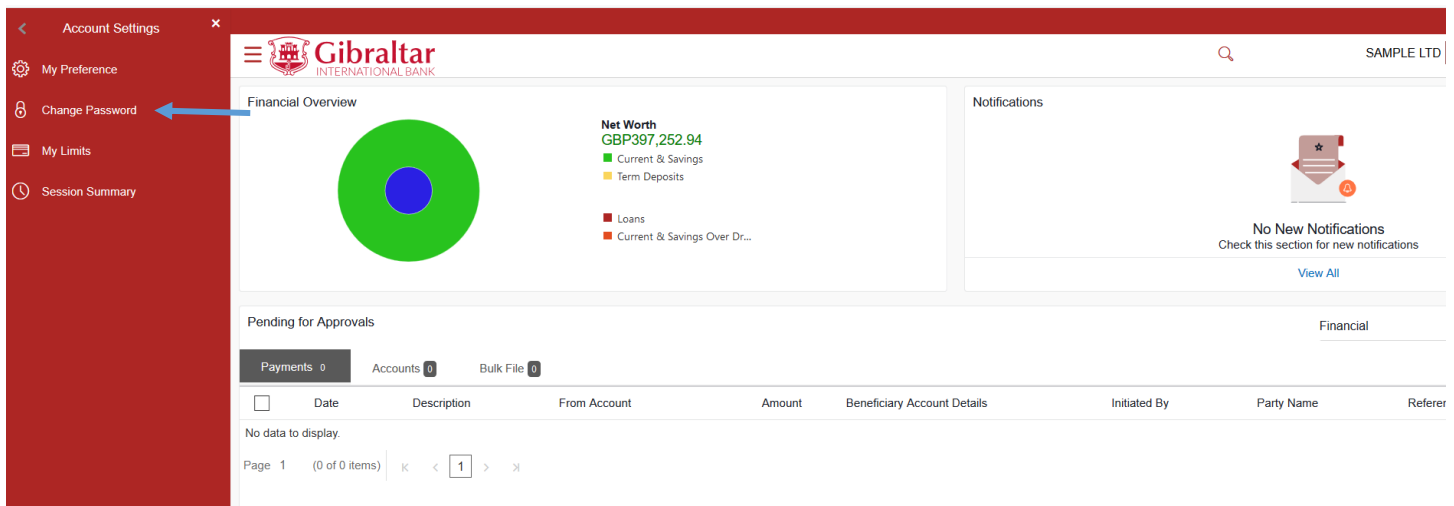 Account Settings
×
My Preference
Change Password
My Limits
Session Summary
Gibraltar
INTERNATIONAL BANK
SAMPLE LTD
Financial Overview
Net Worth
GBP397,252.94
Current & Savings
Term Deposits
Loans
Current & Savings Over Dr...
Notifications
No New Notifications
Check this section for new notifications
View All
Pending for Approvals
Financial
Payments 0 Accounts 0 Bulk File 0
Date Description From Account Amount Beneficiary Account Details Initiated By Party Name Referen
No data to display.
Page 1 (0 of 0 items) K < 1 > X